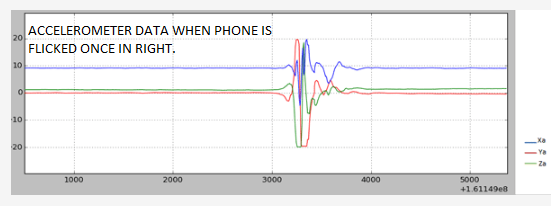 ACCELEROMETER DATA WHEN PHONE IS
FLICKED ONCE IN RIGHT.
20
10
0
-10
-20
1000 2000 3000 4000 5000
+1.61149e8
Xa
Ya
Za